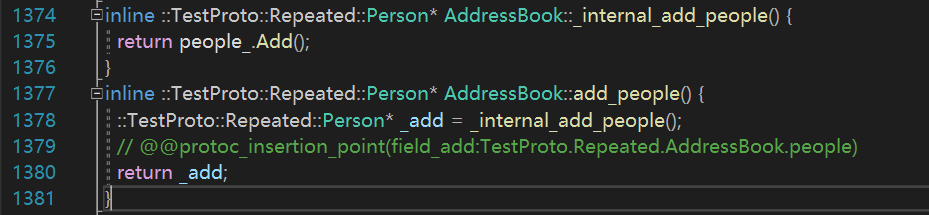 1374 inline ::TestProto::Repeated::Person* AddressBook::_internal_add_people() {
1375 return people_.Add();
1376 }
1377 inline ::TestProto::Repeated::Person* AddressBook::add_people() {
1378 ::TestProto::Repeated::Person* _add = _internal_add_people();
1379 // @@protoc_insertion_point(field_add:TestProto.Repeated.AddressBook.people)
1380 return _add;
1381 }